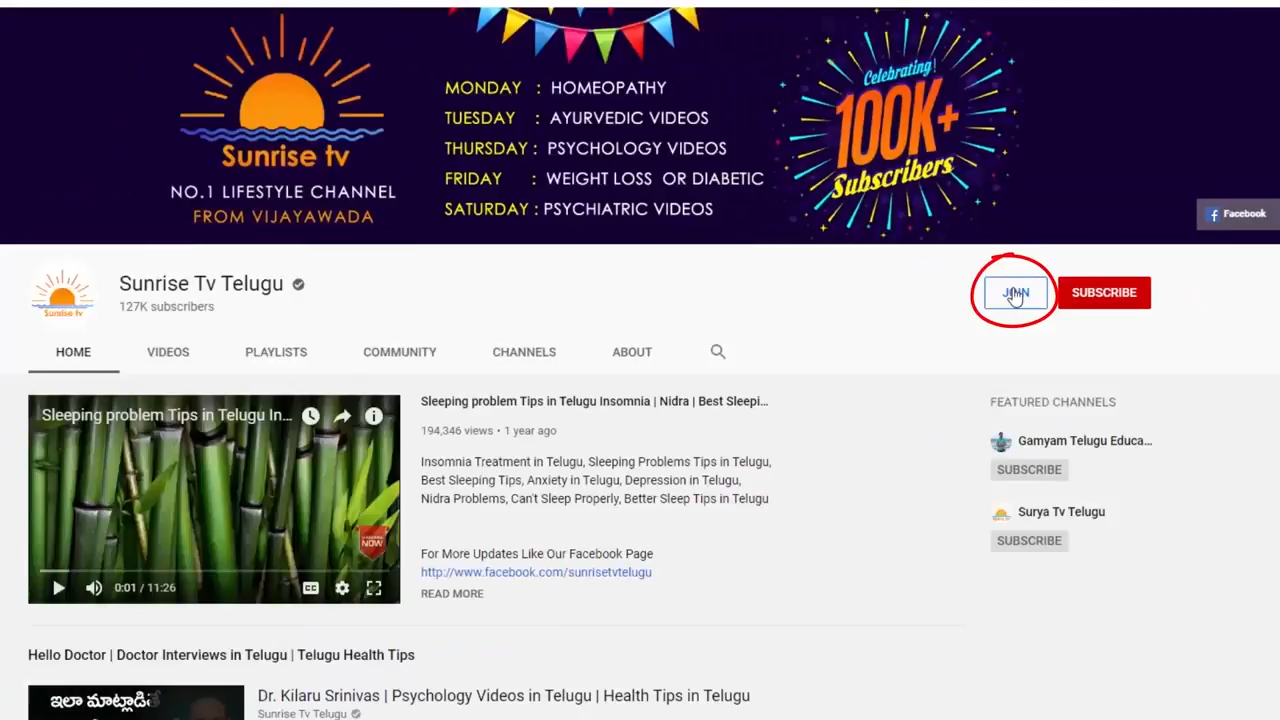 Sunrise tv
NO.1 LIFESTYLE CHANNEL
FROM VIJAYAWADA
MONDAY : HOMEOPATHY
TUESDAY : AYURVEDIC VIDEOS
THURSDAY : PSYCHOLOGY VIDEOS
FRIDAY : WEIGHT LOSS OR DIABETIC
SATURDAY : PSYCHIATRIC VIDEOS
Celebrating!
100K+
Subscribers
Facebook
Sunrise tv
Sunrise Tv Telugu
127K subscribers
JOIN
SUBSCRIBE
HOME VIDEOS PLAYLISTS COMMUNITY CHANNELS ABOUT
Sleeping problem Tips in Telugu In...
NOW
0:01 / 11:26
CC
Sleeping problem Tips in Telugu Insomnia | Nidra | Best Sleepi...
194,346 views • 1 year ago
Insomnia Treatment in Telugu, Sleeping Problems Tips in Telugu,
Best Sleeping Tips, Anxiety in Telugu, Depression in Telugu,
Nidra Problems, Can't Sleep Properly, Better Sleep Tips in Telugu
For More Updates Like Our Facebook Page
http://www.facebook.com/sunrisetvtelugu
READ MORE
FEATURED CHANNELS
Gamyam Telugu Educa...
SUBSCRIBE
Surya Tv Telugu
SUBSCRIBE
Hello Doctor | Doctor Interviews in Telugu | Telugu Health Tips
ఇలా మాట్లాడితే
Dr. Kilaru Srinivas | Psychology Videos in Telugu | Health Tips in Telugu
Sunrise Tv Telugu